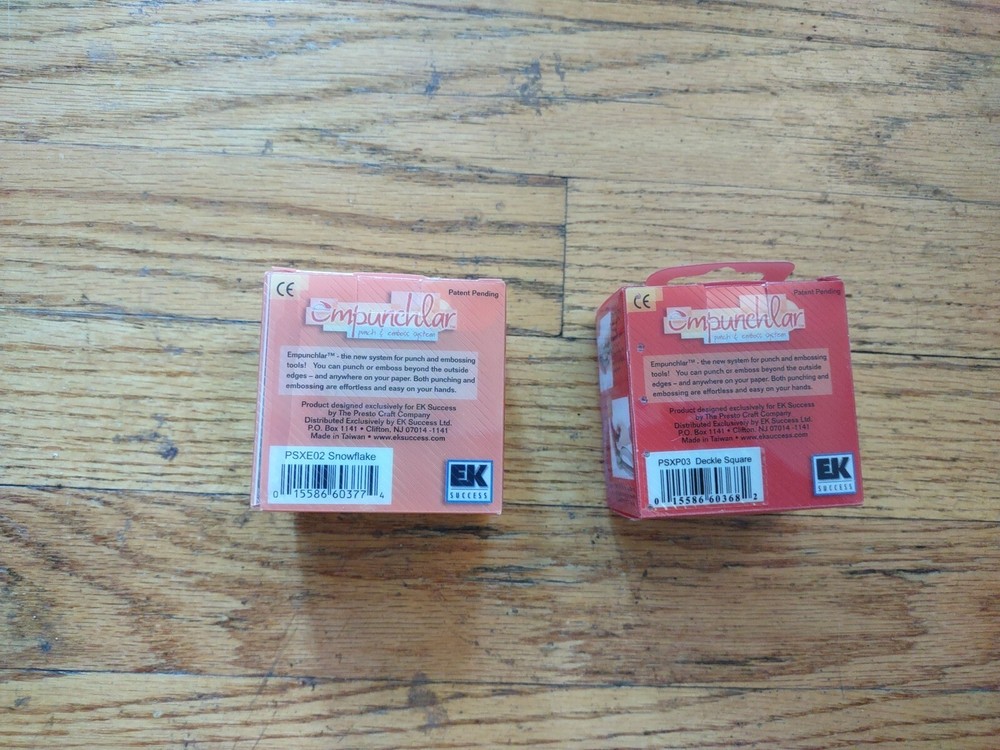 CE
Patent Pending
empunchlar
punch & emboss system
Empunchlar™ - the new system for punch and embossing
tools! You can punch or emboss beyond the outside
edges – and anywhere on your paper. Both punching and
embossing are effortless and easy on your hands.
Product designed exclusively for EK Success
by The Presto Craft Company
Distributed Exclusively by EK Success Ltd.
P.O. Box 1141 • Clifton, NJ 07014 -1141
Made in Taiwan • www.eksuccess.com
PSXE02 Snowflake
0 15586 60377 4
EK
SUCCESS
CE
Patent Pending
empunchlar
punch & emboss system
Empunchlar™ - the new system for punch and embossing
tools! You can punch or emboss beyond the outside
edges – and anywhere on your paper. Both punching and
embossing are effortless and easy on your hands.
Product designed exclusively for EK Success
by The Presto Craft Company
Distributed Exclusively by EK Success Ltd.
P.O. Box 1141 • Clifton, NJ 07014 -1141
Made in Taiwan • www.eksuccess.com
PSXP03 Deckle Square
0 15586 60368 2
EK
SUCCESS